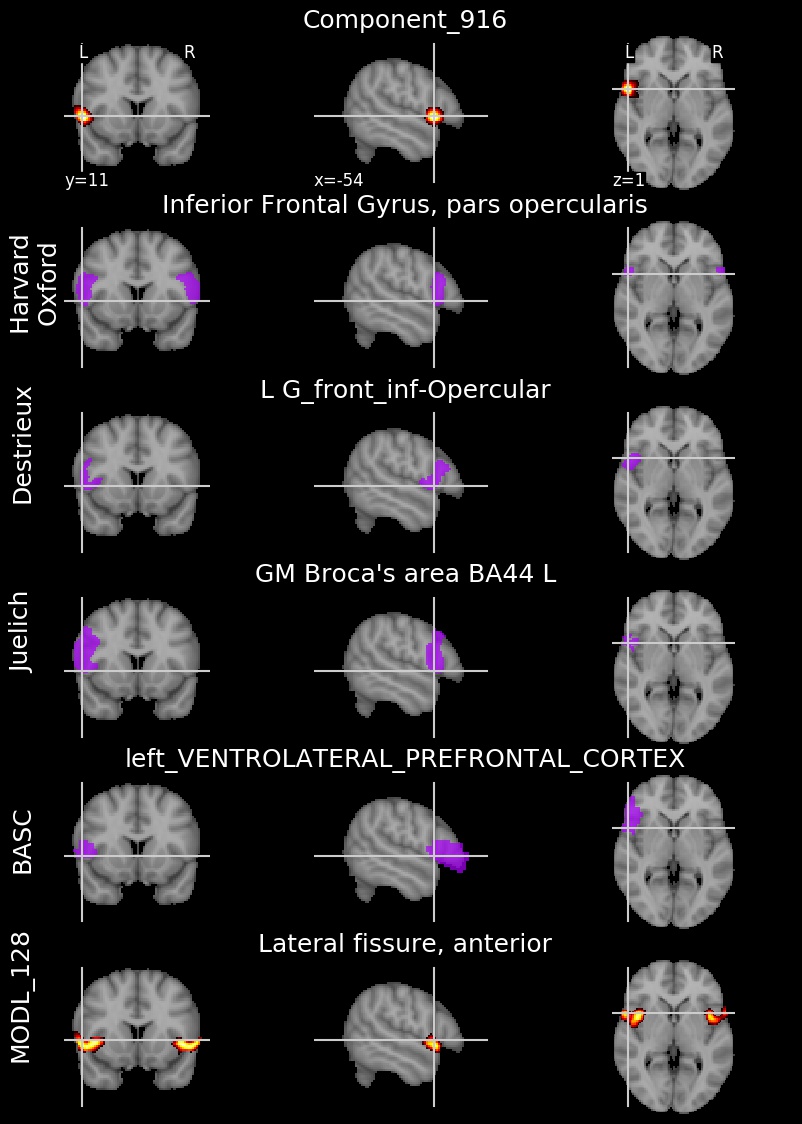 Component_916
L R
L R
y=11
x=-54
z=1
Inferior Frontal Gyrus, pars opercularis
Harvard
Oxford
L G_front_inf-Opercular
Destrieux
GM Broca's area BA44 L
Juelich
left_VENTROLATERAL_PREFRONTAL_CORTEX
BASC
Lateral fissure, anterior
MODL_128